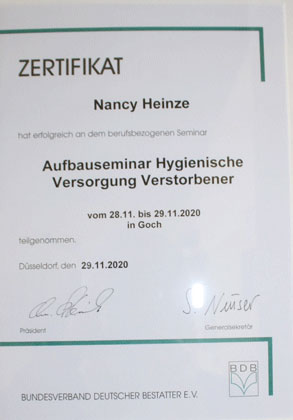 ZERTIFIKAT
Nancy Heinze
hat erfolgreich an dem berufsbezogenen Seminar
Aufbauseminar Hygienische
Versorgung Verstorbener
vom 28.11. bis 29.11.2020
in Goch
teilgenommen.
Düsseldorf, den 29.11.2020
S. Neuser
Präsident Generalsekretär
BDB
BUNDESVERBAND DEUTSCHER BESTATTER E.V.